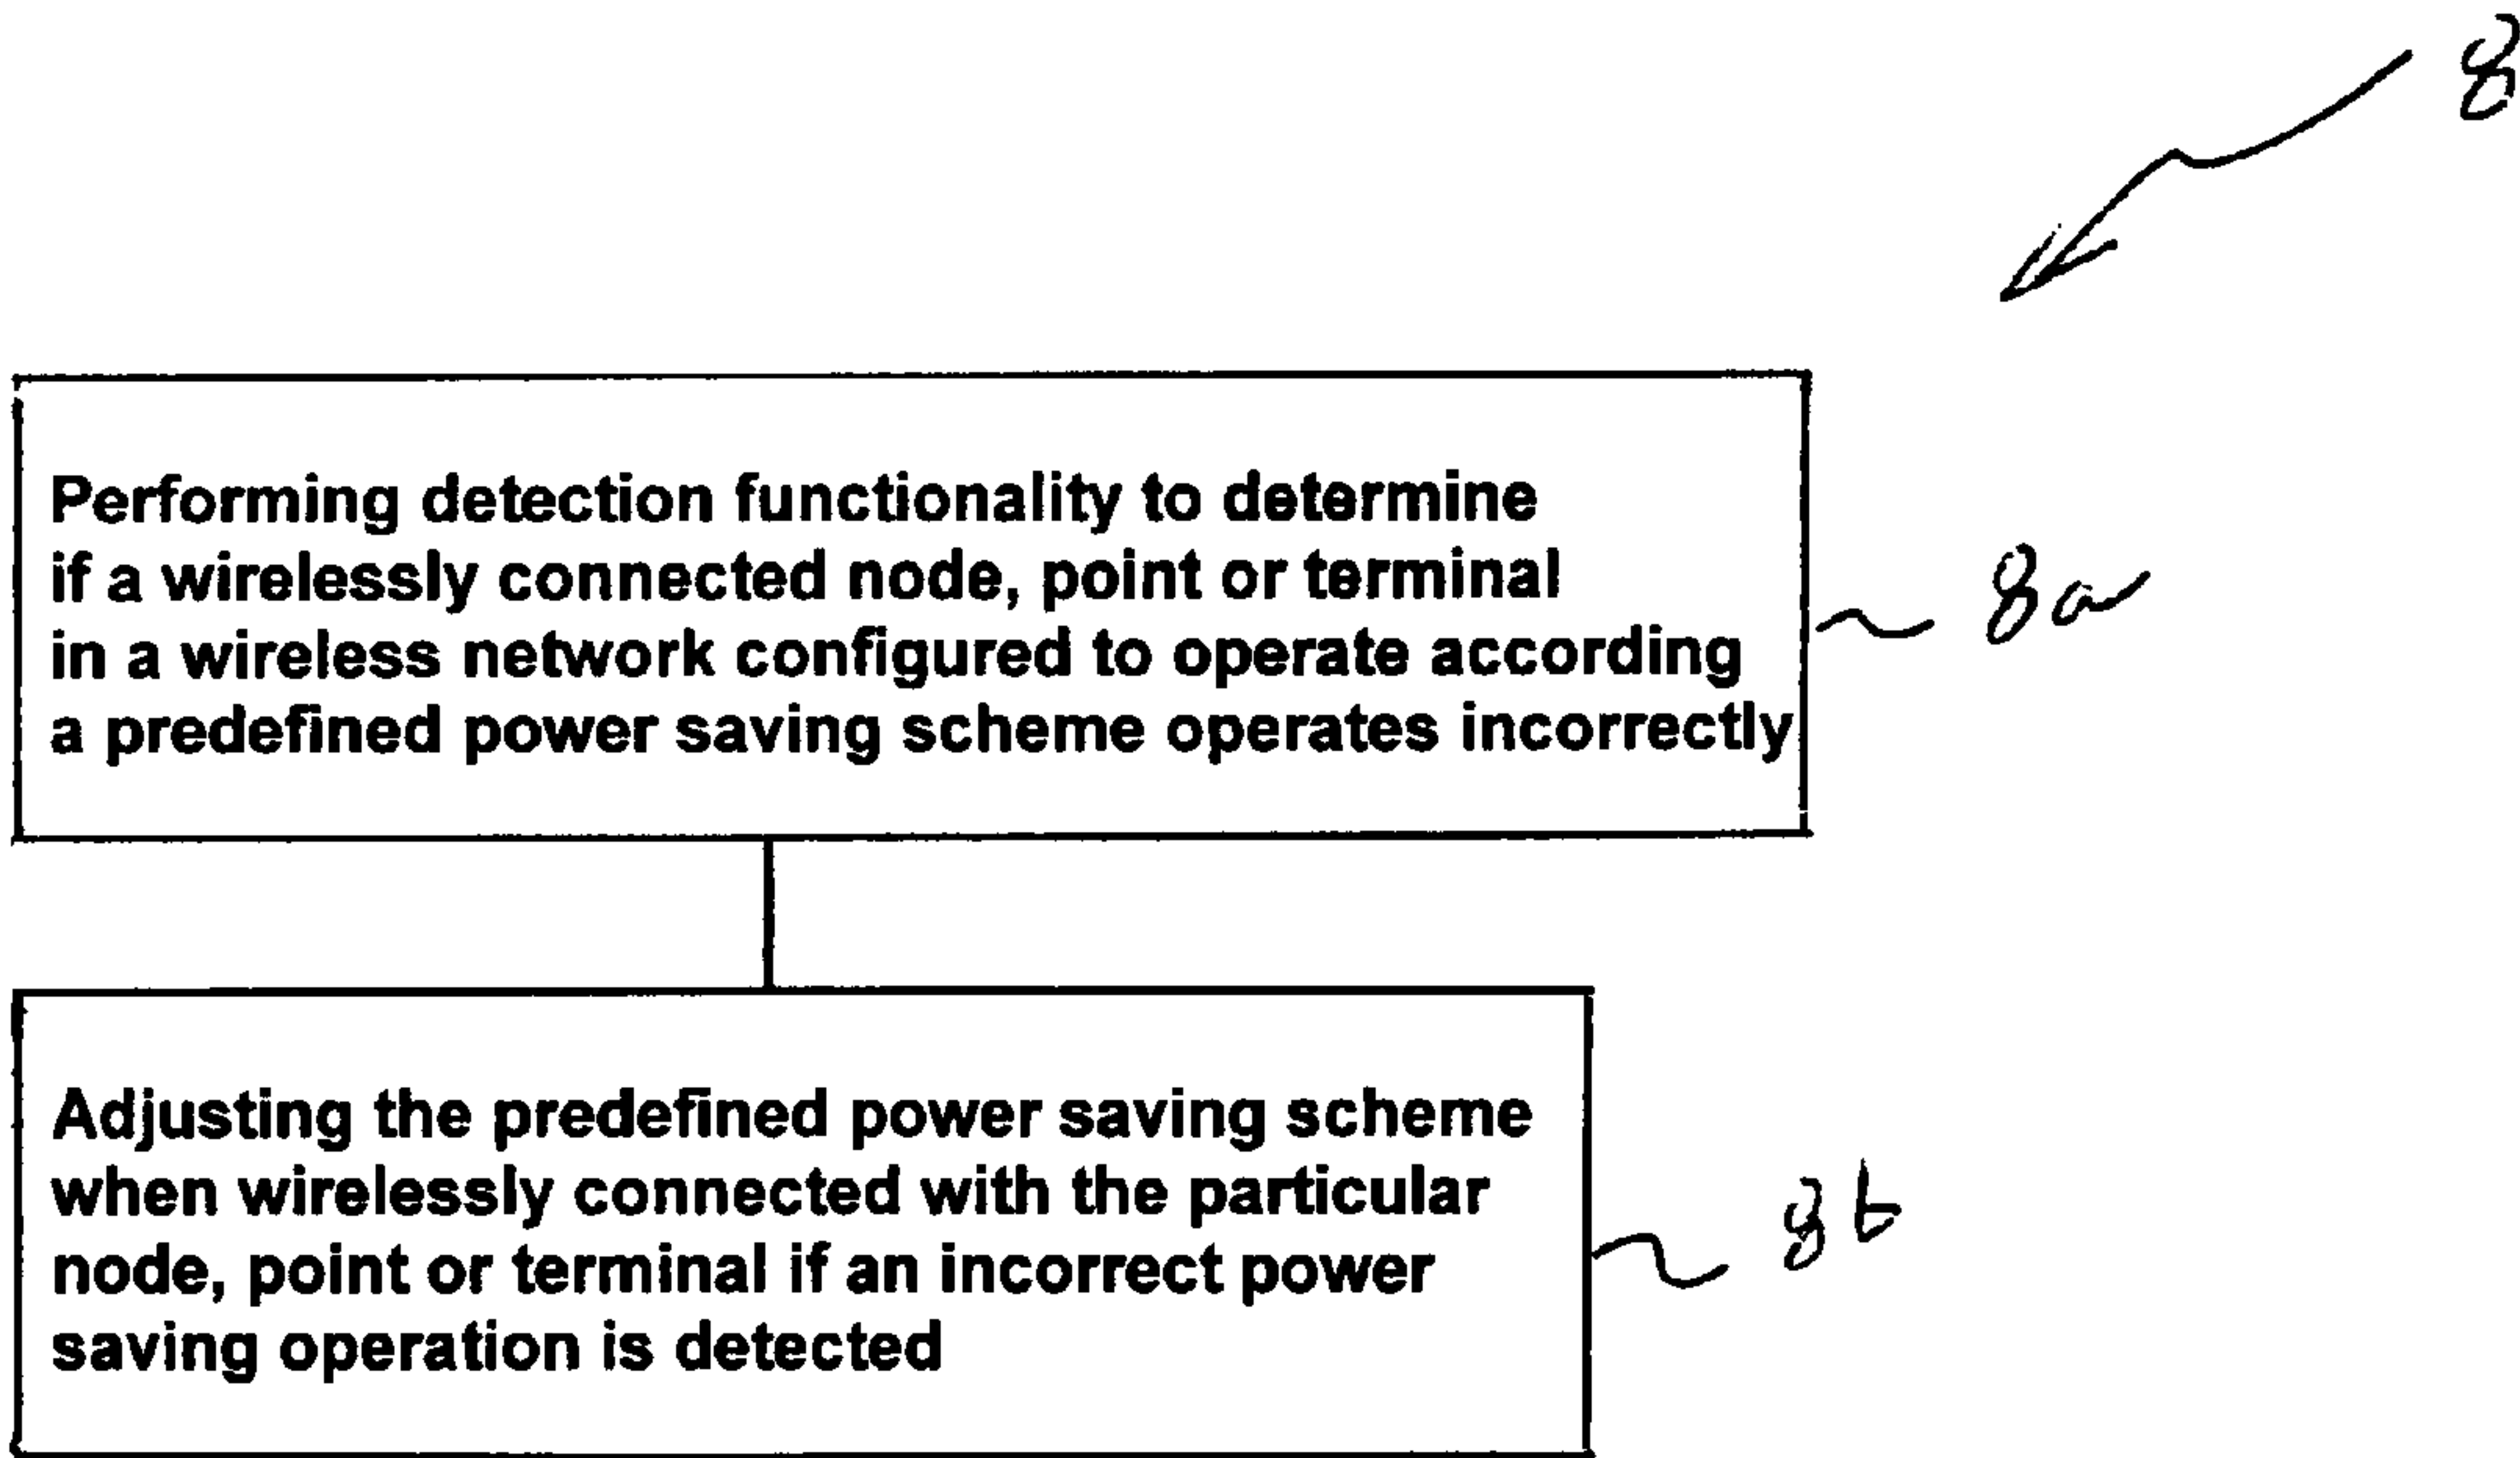 8
Performing detection functionality to determine
if a wirelessly connected node, point or terminal
in a wireless network configured to operate according
a predefined power saving scheme operates incorrectly
8a
Adjusting the predefined power saving scheme
when wirelessly connected with the particular
node, point or terminal if an incorrect power
saving operation is detected
8b